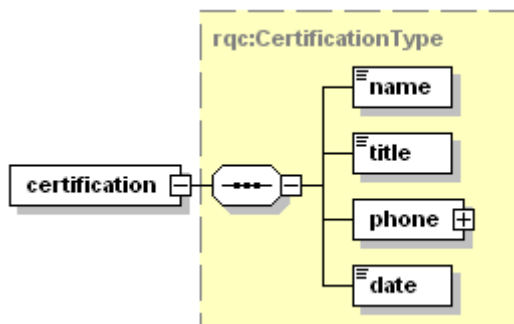 rqc:CertificationType
name
title
certification
phone
date